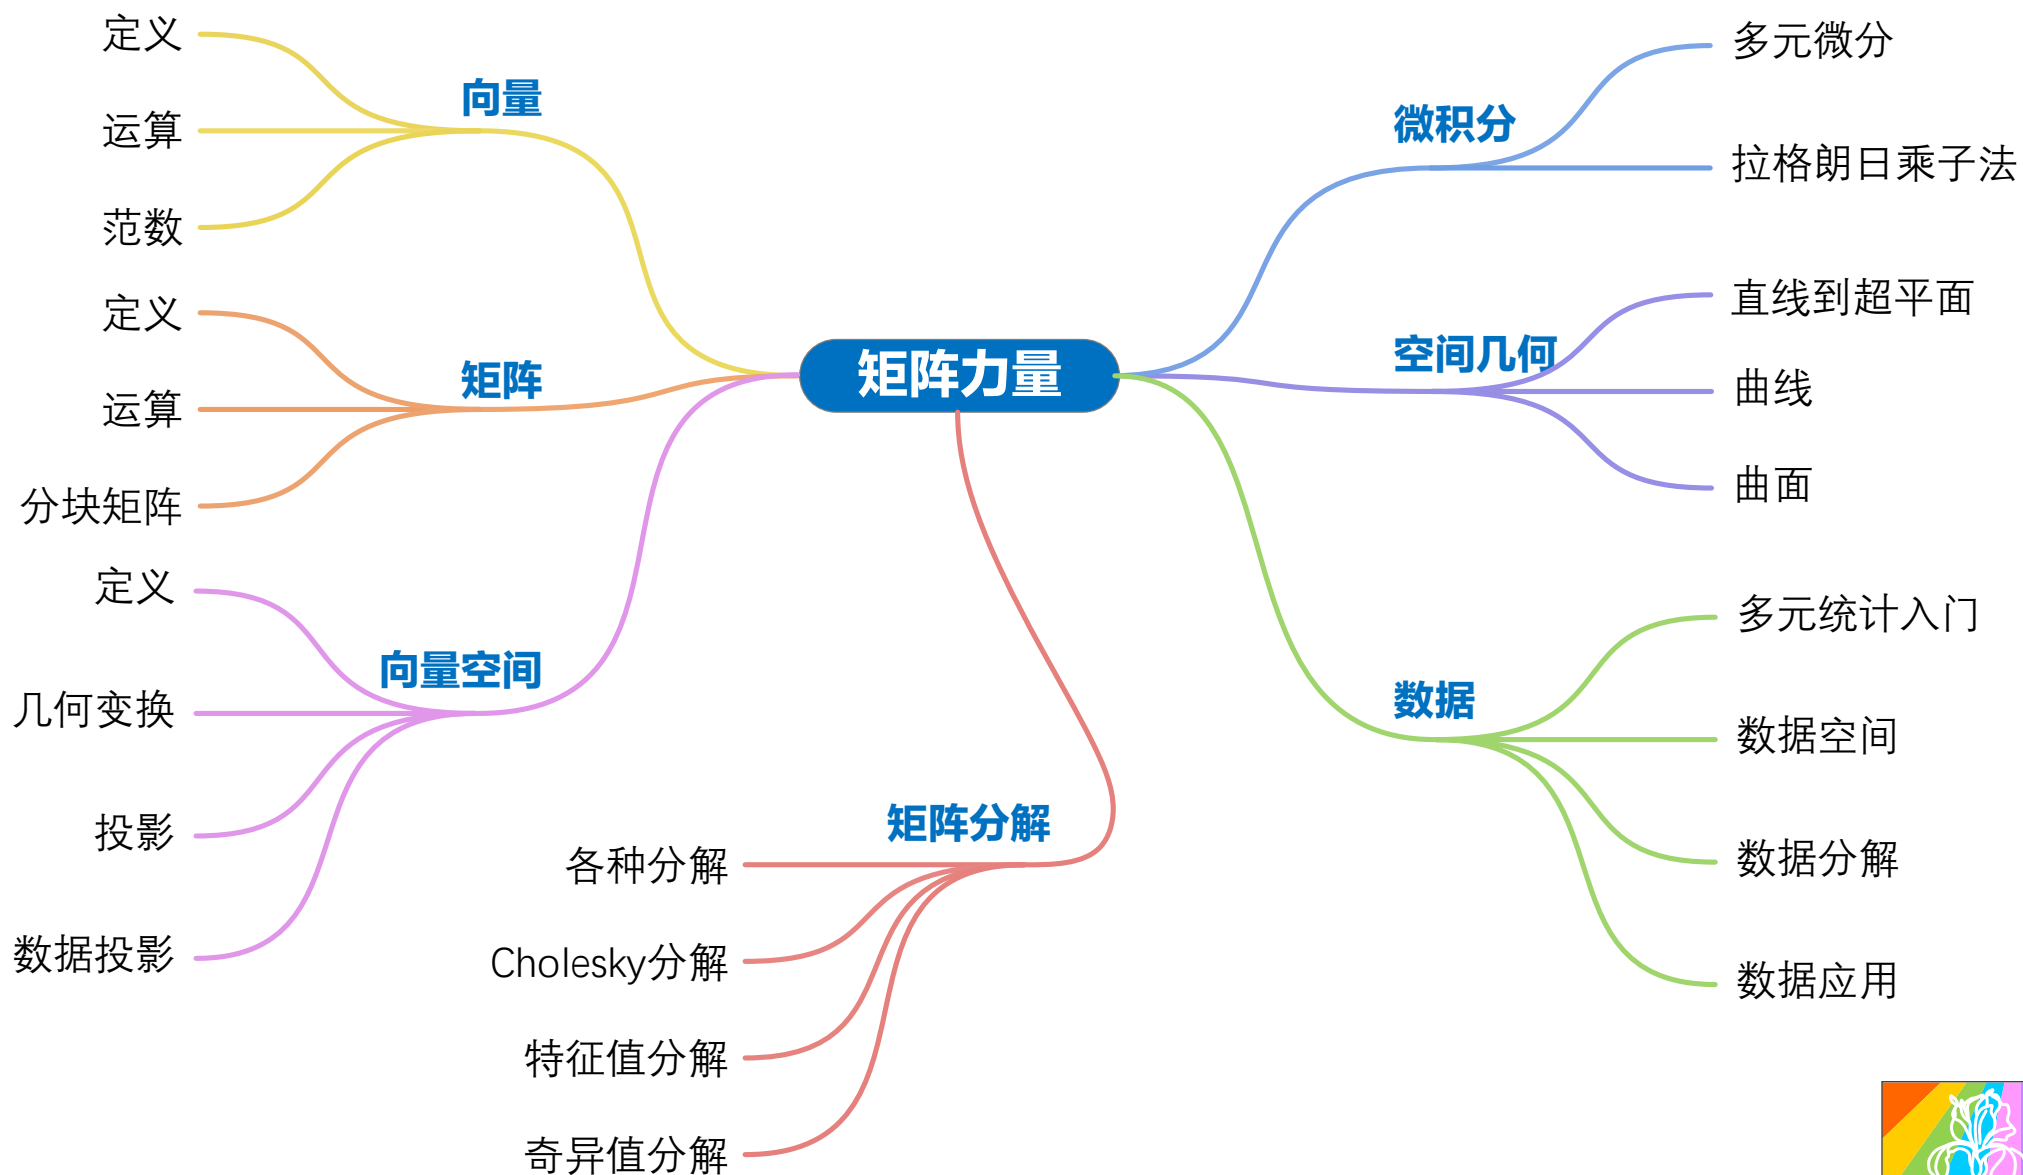 矩阵力量
向量
定义
运算
范数
矩阵
定义
运算
分块矩阵
向量空间
定义
几何变换
投影
数据投影
矩阵分解
各种分解
Cholesky分解
特征值分解
奇异值分解
微积分
多元微分
拉格朗日乘子法
空间几何
直线到超平面
曲线
曲面
数据
多元统计入门
数据空间
数据分解
数据应用